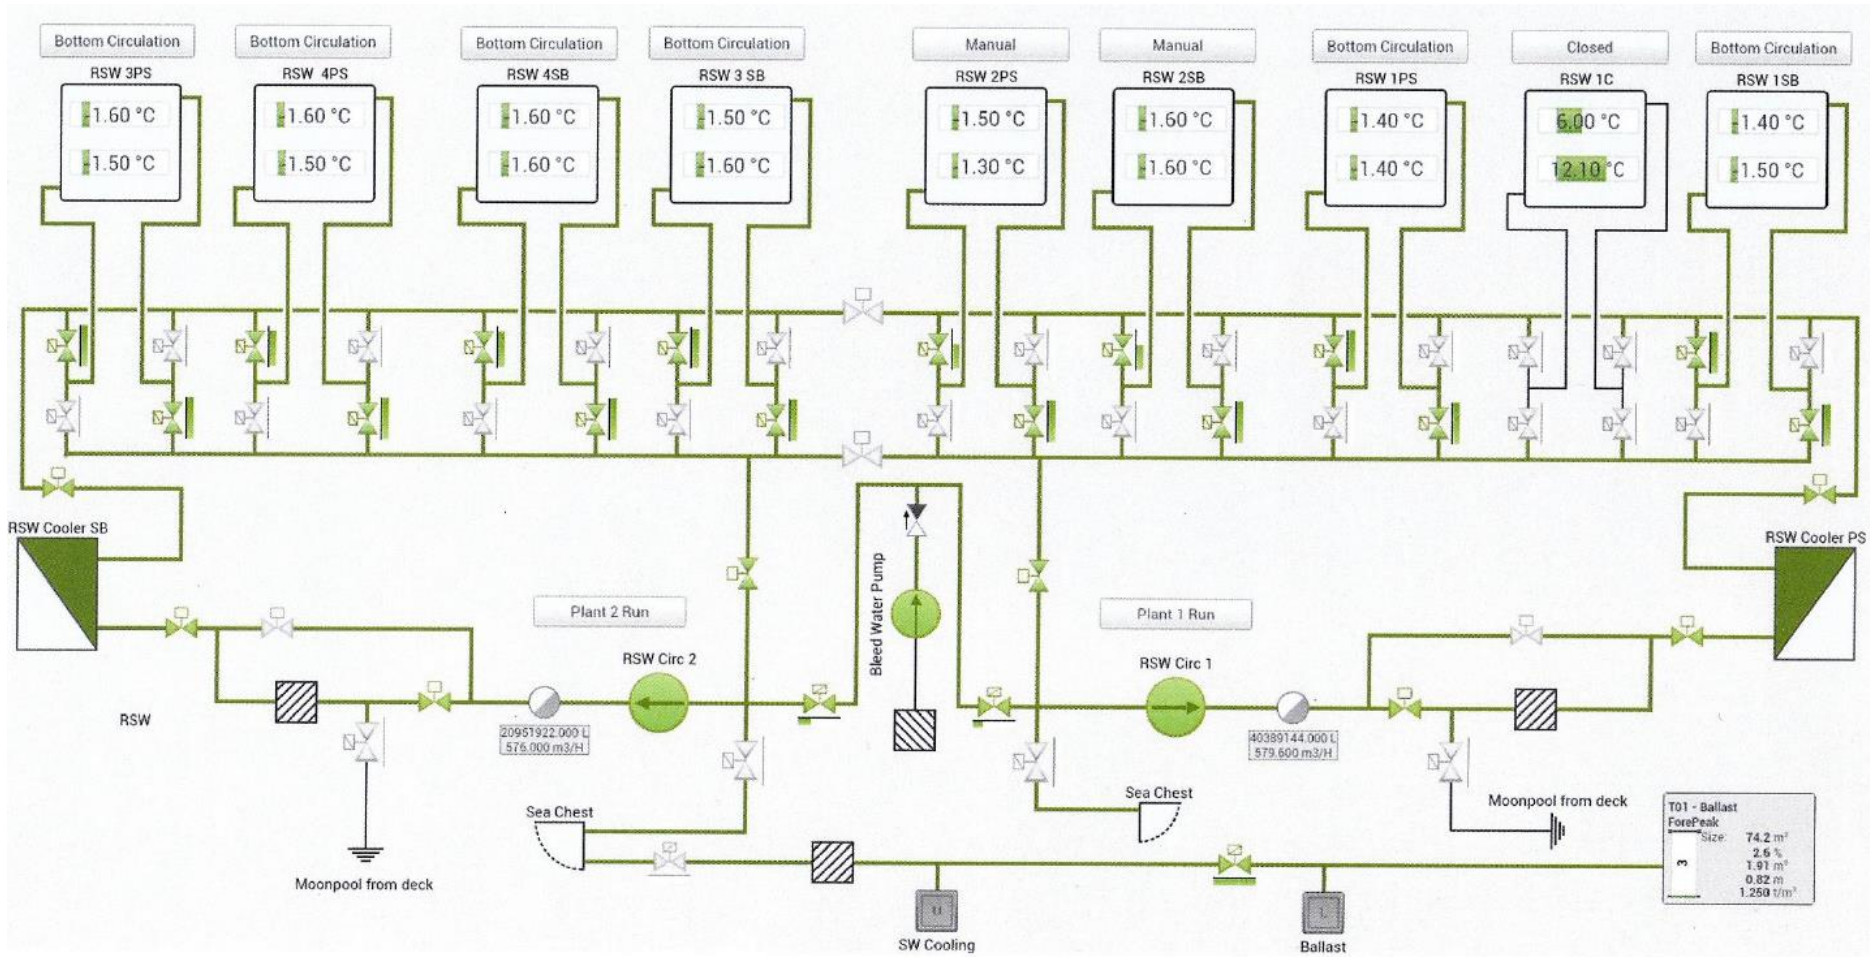 Bottom Circulation
Bottom Circulation
Bottom Circulation
Bottom Circulation
Manual
Manual
Bottom Circulation
Closed
Bottom Circulation
RSW 3PS
RSW 4PS
RSW 4SB
RSW 3 SB
RSW 2PS
RSW 2SB
RSW 1PS
RSW 1C
RSW 1SB
-1.60 °C
-1.60 °C
-1.60 °C
-1.50 °C
-1.50 °C
-1.60 °C
-1.40 °C
6.00 °C
-1.40 °C
-1.50 °C
-1.50 °C
-1.60 °C
-1.60 °C
-1.30 °C
-1.60 °C
-1.40 °C
12.10 °C
-1.50 °C
RSW Cooler SB
RSW Cooler PS
Bleed Water Pump
Plant 2 Run
Plant 1 Run
RSW Circ 2
RSW Circ 1
RSW
20951922.000 L
576.000 m3/H
40389144.000 L
579.600 m3/H
Sea Chest
Sea Chest
Moonpool from deck
Moonpool from deck
T01 - Ballast
ForePeak
Size: 74.2 m³
2.6 %
1.91 m³
0.82 m
1.250 t/m³
3
U
L
SW Cooling
Ballast